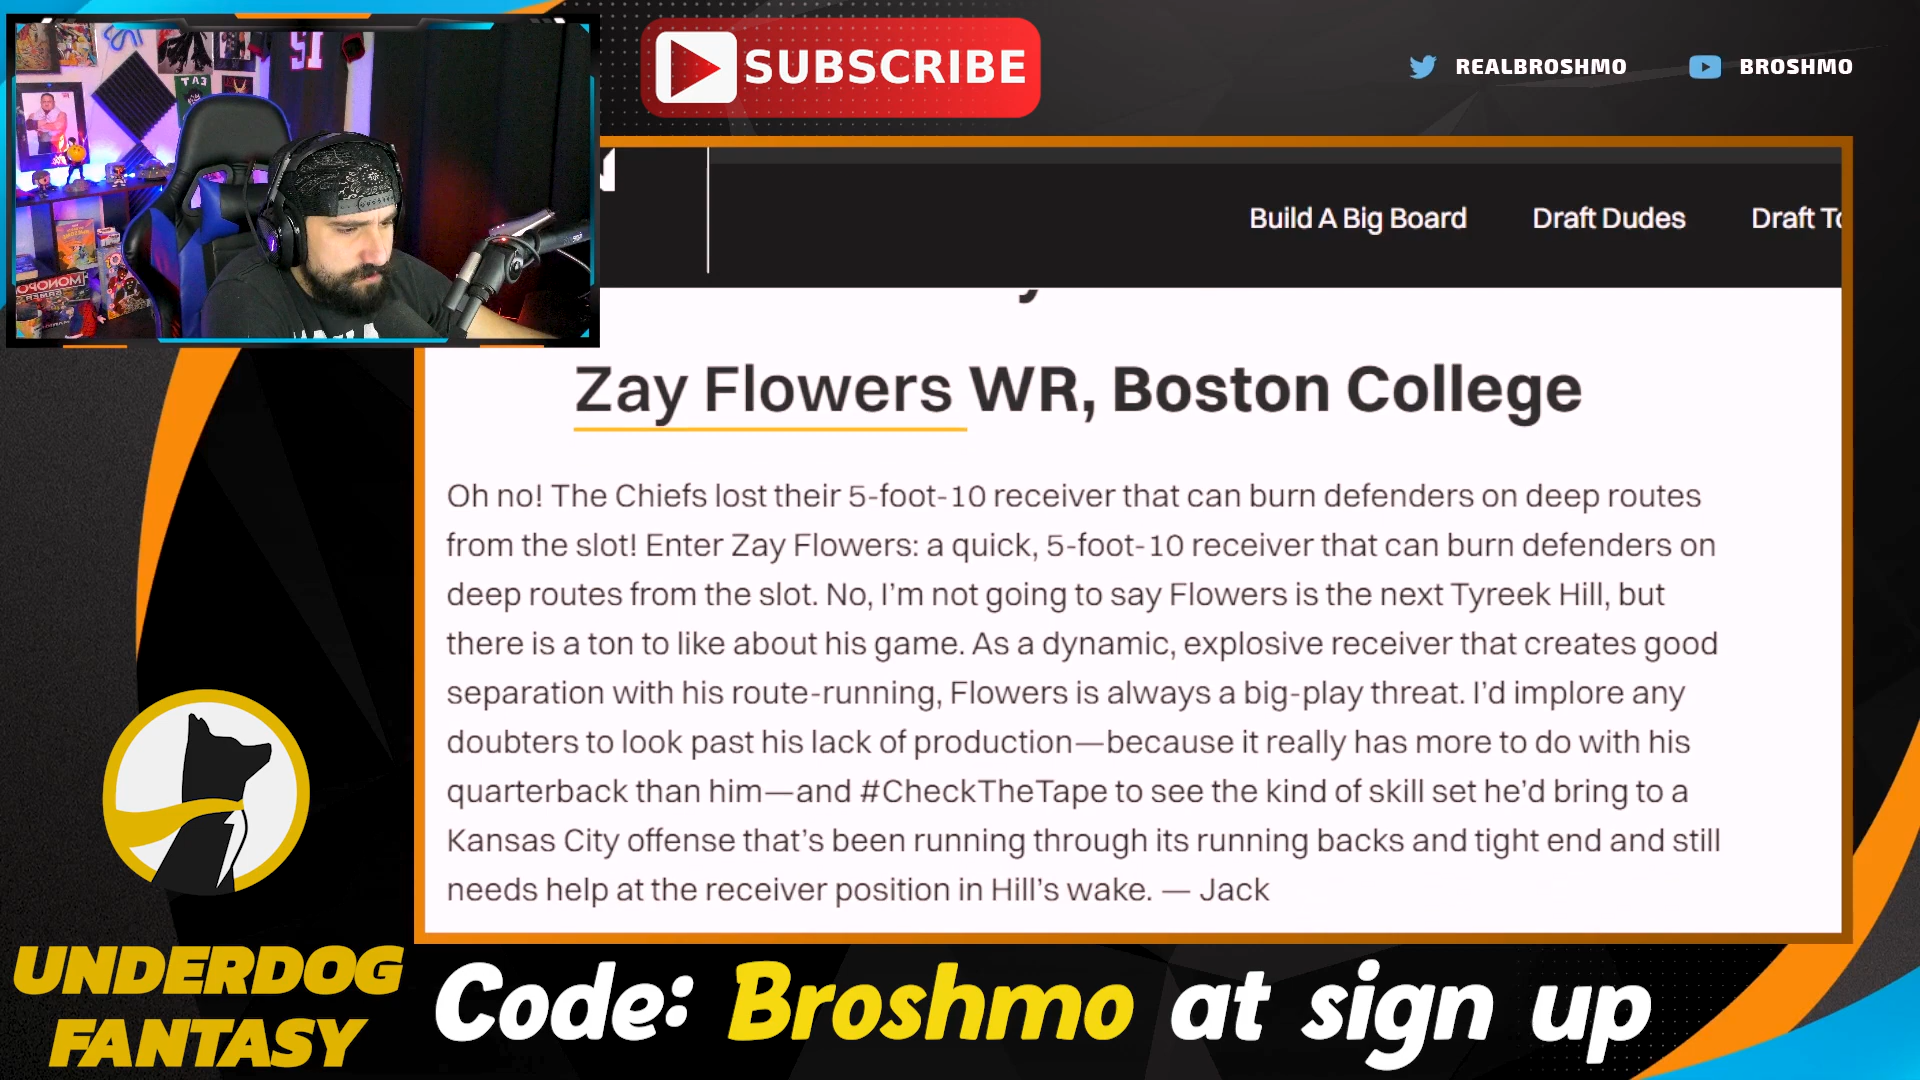 SUBSCRIBE
REALBROSHMO
BROSHMO
Build A Big Board
Draft Dudes
Draft
Zay Flowers WR, Boston College
Oh no! The Chiefs lost their 5-foot-10 receiver that can burn defenders on deep routes
from the slot! Enter Zay Flowers: a quick, 5-foot-10 receiver that can burn defenders on
deep routes from the slot. No, I’m not going to say Flowers is the next Tyreek Hill, but
there is a ton to like about his game. As a dynamic, explosive receiver that creates good
separation with his route-running, Flowers is always a big-play threat. I’d implore any
doubters to look past his lack of production—because it really has more to do with his
quarterback than him—and #CheckTheTape to see the kind of skill set he’d bring to a
Kansas City offense that’s been running through its running backs and tight end and still
needs help at the receiver position in Hill’s wake. — Jack
UNDERDOG
FANTASY
Code: Broshmo at sign up